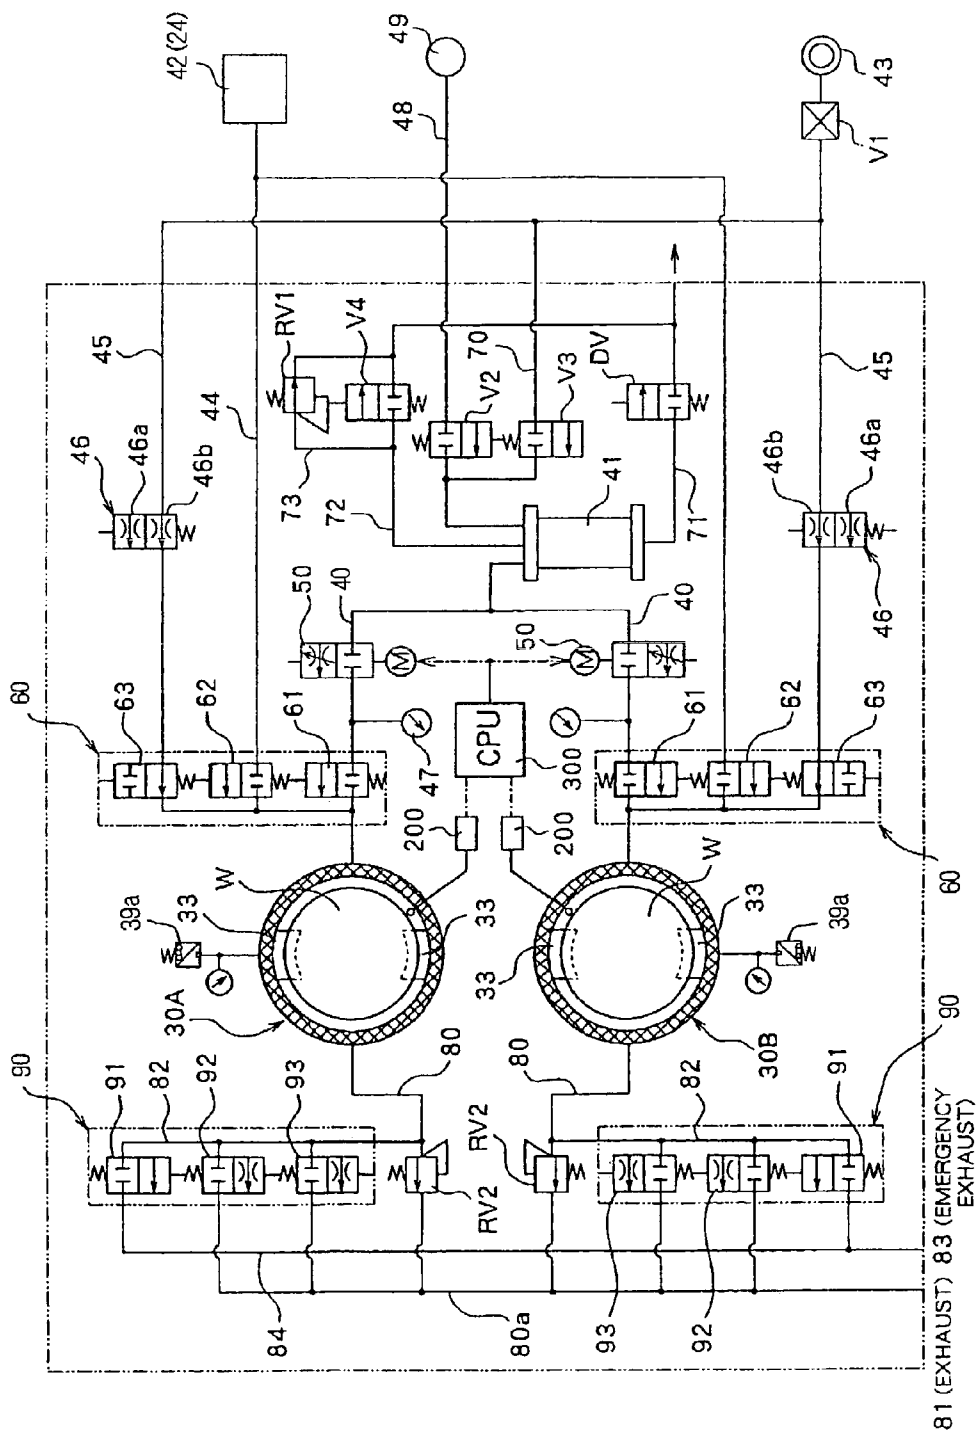 90
60
46
45
91
63
39a
46a
82
42(24)
92
62
46b
44
33
W
30A
84
93
61
RV1
73
50
72
40
V4
49
48
200
47
80
33
RV2
CPU
V2
70
RV2
33
80a
80
50
200
300
V3
93
DV
41
92
82
40
71
61
W
33
30B
62
46b
39a
91
63
46a
45
46
V1
43
90
60
81 (EXHAUST) 83 (EMERGENCY
EXHAUST)